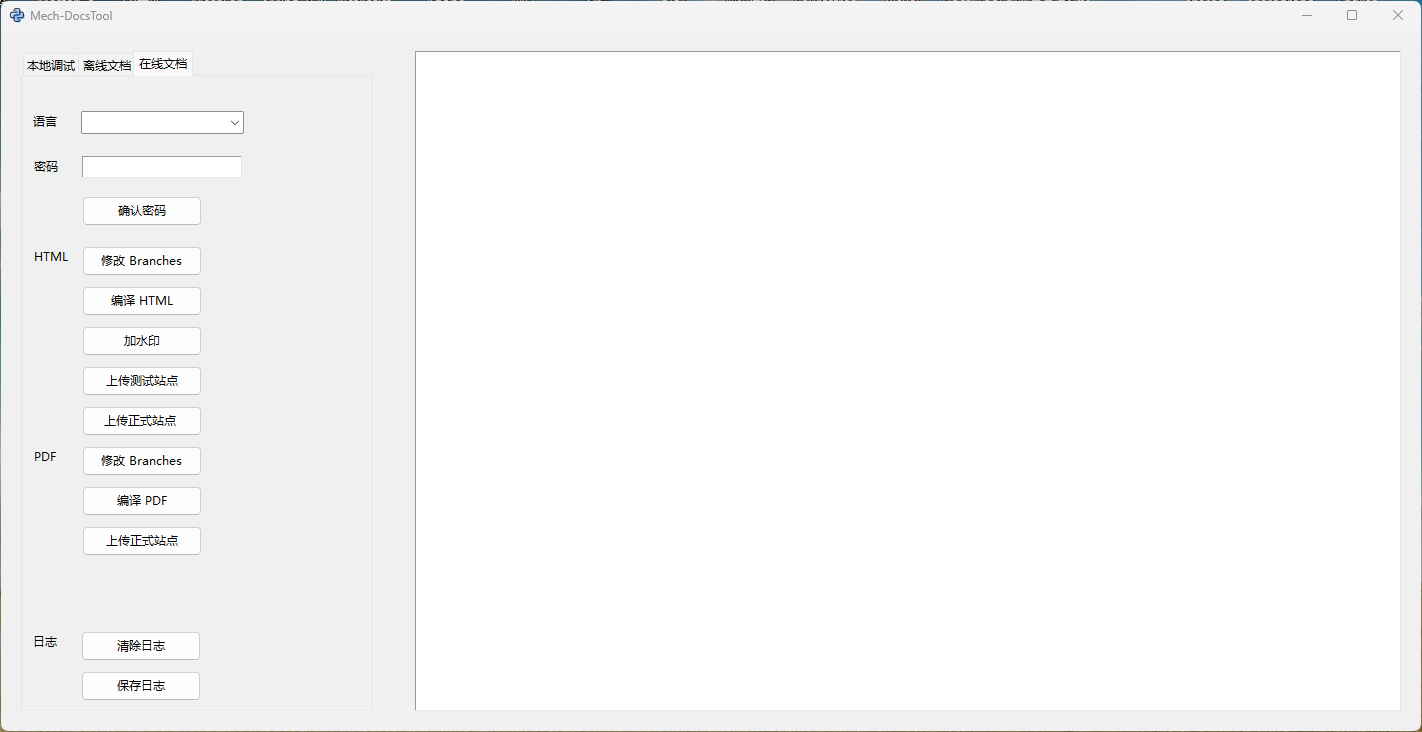 Mech-DocsTool
本地调试 离线文档 在线文档
语言
密码
确认密码
HTML 修改 Branches
编译 HTML
加水印
上传测试站点
上传正式站点
PDF 修改 Branches
编译 PDF
上传正式站点
日志 清除日志
保存日志